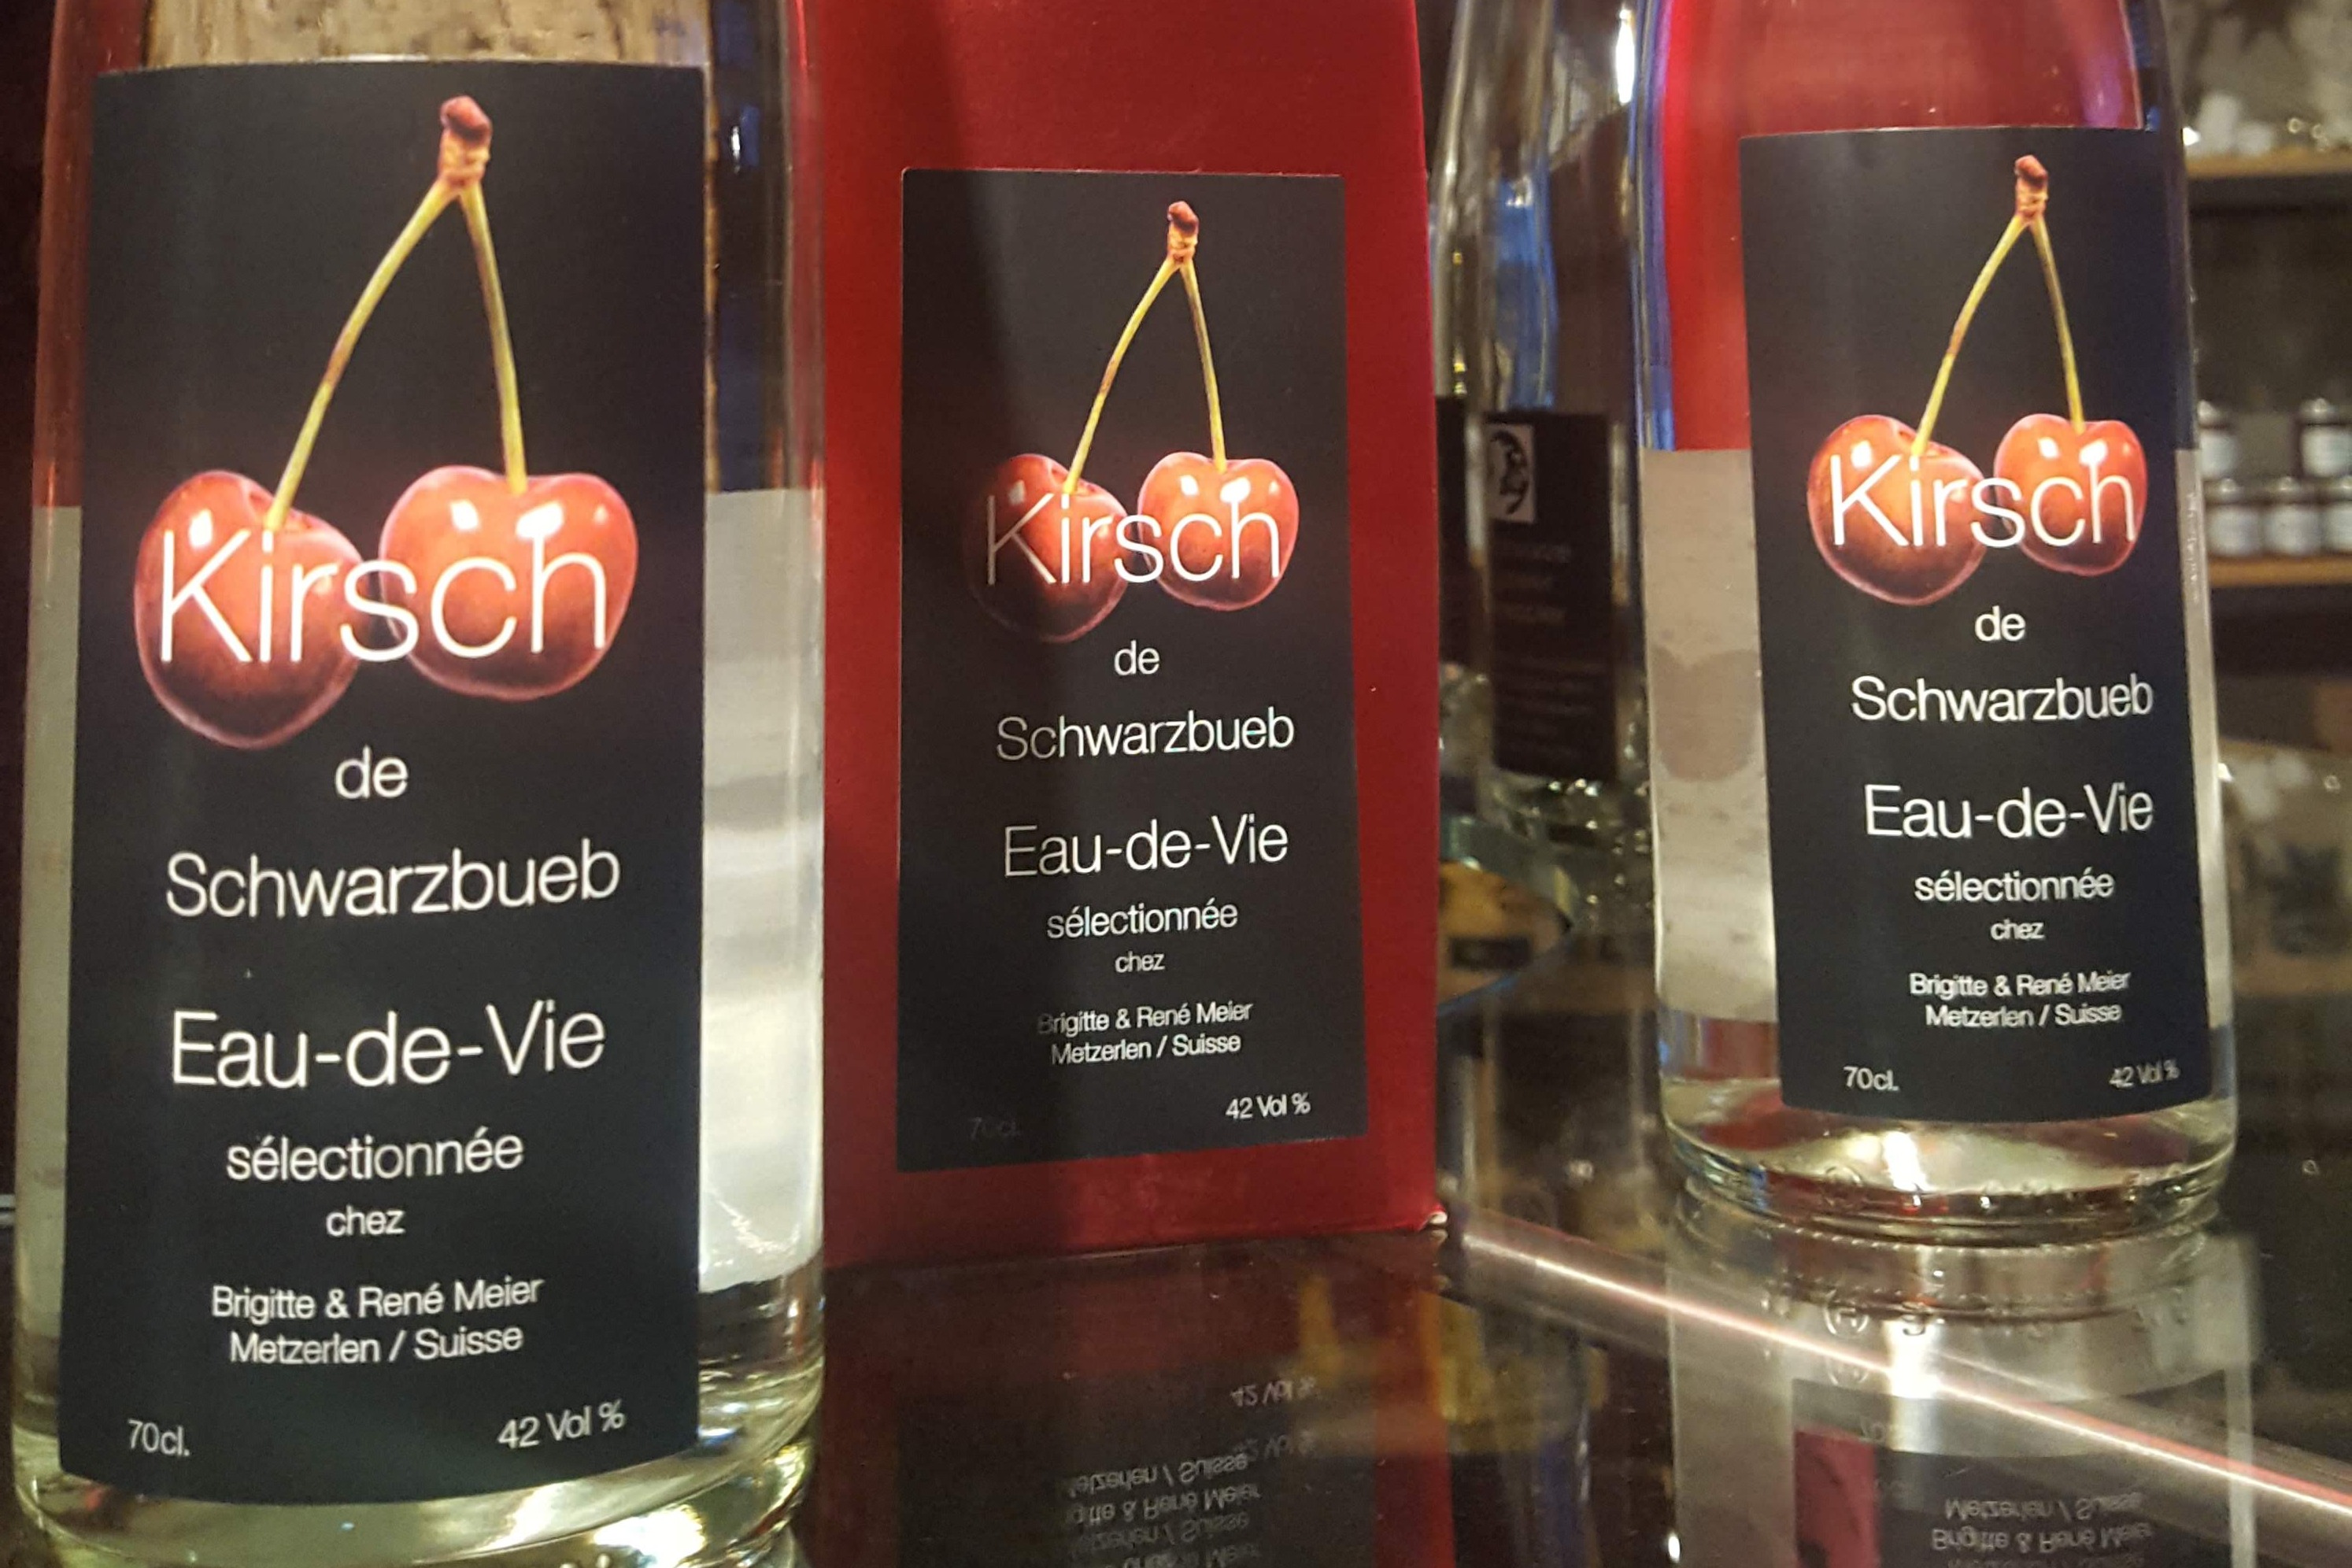 Kirsch
de
Schwarzbueb
Eau-de-Vie
sélectionnée
chez
Brigitte & René Meier
Metzerlen / Suisse
70cl. 42 Vol %
Kirsch
de
Schwarzbueb
Eau-de-Vie
sélectionnée
chez
Brigitte & René Meier
Metzerlen / Suisse
70cl. 42 Vol %
Kirsch
de
Schwarzbueb
Eau-de-Vie
sélectionnée
chez
Brigitte & René Meier
Metzerlen / Suisse
70cl. 42 Vol %